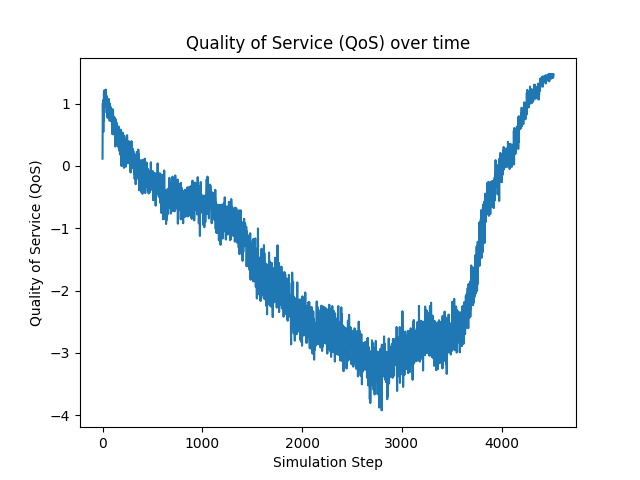 Quality of Service (QoS) over time
Quality of Service (QoS)
1
0
−1
−2
−3
−4
0 1000 2000 3000 4000
Simulation Step